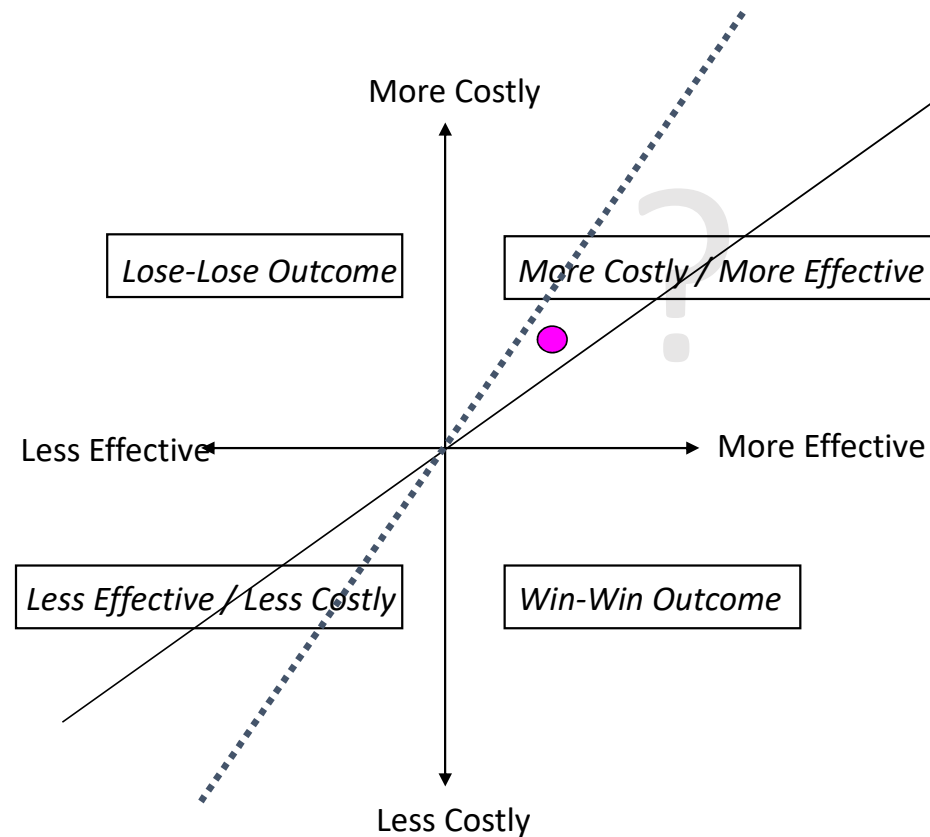 More Costly
?
Lose-Lose Outcome
More Costly / More Effective
Less Effective
More Effective
Less Effective / Less Costly
Win-Win Outcome
Less Costly